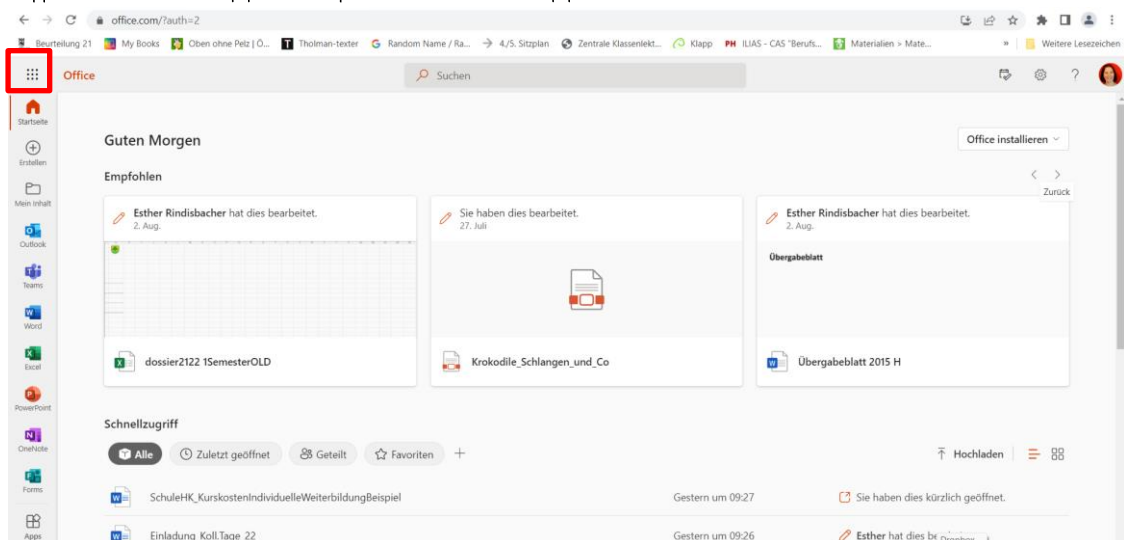 office.com/?auth=2
Beurteilung 21 My Books Oben ohne Pelz | Ö... Tholman-texter Random Name / Ra... 4./5. Sitzplan Zentrale Klassenlekt... Klapp PH ILIAS - CAS "Berufs... Materialien > Mate... » Weitere Lesezeichen
Office Suchen ?
Startseite
Erstellen
Mein Inhalt
Outlook
Teams
Word
Excel
PowerPoint
OneNote
Forms
Apps
Guten Morgen Office installieren
Empfohlen
Zurück
Esther Rindisbacher hat dies bearbeitet.
2. Aug.
dossier2122 1SemesterOLD
Sie haben dies bearbeitet.
27. Juli
Krokodile_Schlangen_und_Co
Esther Rindisbacher hat dies bearbeitet.
2. Aug.
Übergabeblatt
Übergabeblatt 2015 H
Schnellzugriff
Alle Zuletzt geöffnet Geteilt Favoriten + Hochladen
SchuleHK_KurskostenIndividuelleWeiterbildungBeispiel Gestern um 09:27 Sie haben dies kürzlich geöffnet.
Einladung Koll.Tage 22 Gestern um 09:26 Esther hat dies